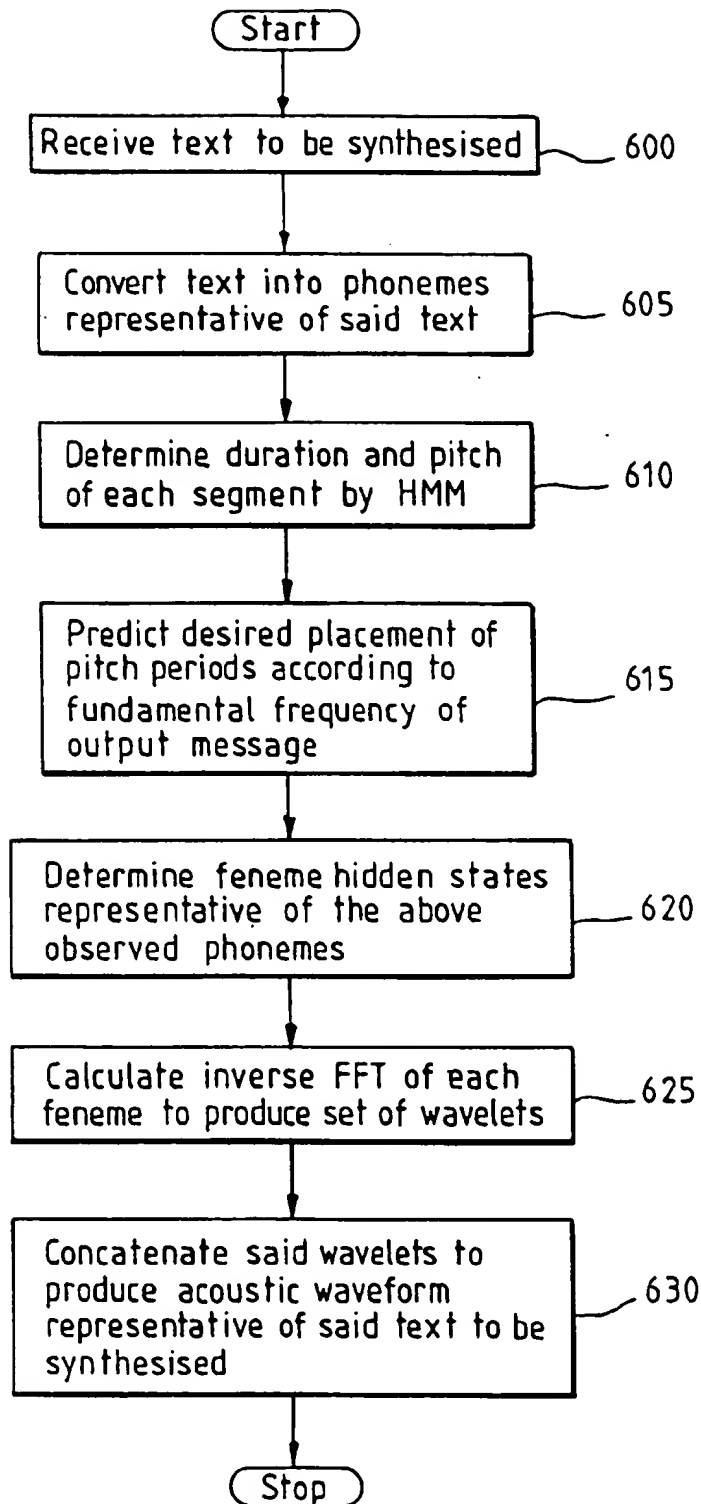 Start
Receive text to be synthesised
600
Convert text into phonemes
representative of said text
605
Determine duration and pitch
of each segment by HMM
610
Predict desired placement of
pitch periods according to
fundamental frequency of
output message
615
Determine feneme hidden states
representative of the above
observed phonemes
620
Calculate inverse FFT of each
feneme to produce set of wavelets
625
Concatenate said wavelets to
produce acoustic waveform
representative of said text to be
synthesised
630
Stop